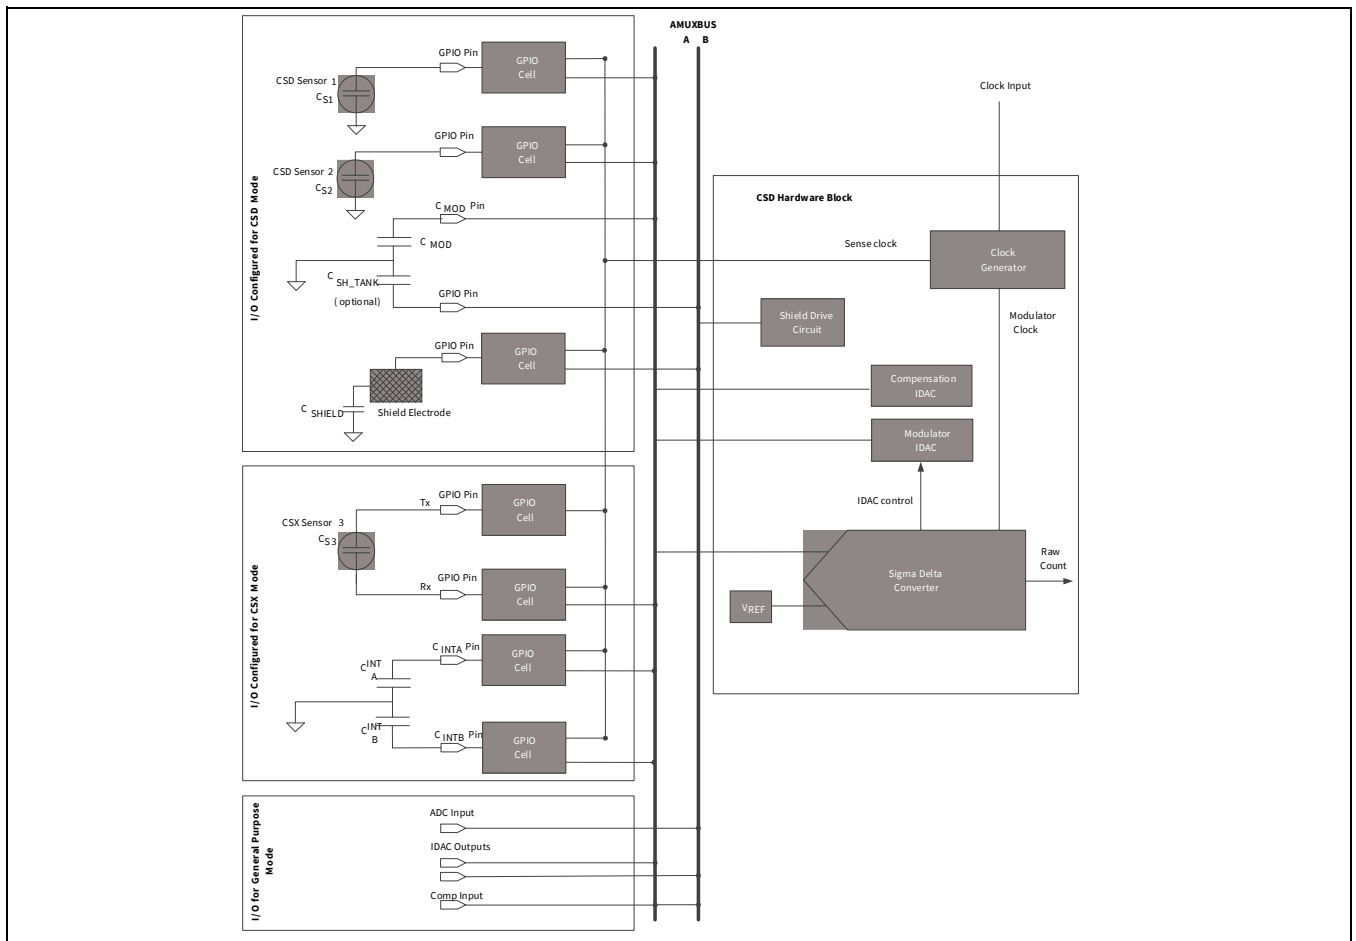 AMUXBUS
A B
GPIO Pin
GPIO
Cell
CSD Sensor 1
CS1
Clock Input
GPIO Pin
GPIO
Cell
CSD Sensor 2
CS2
I/O Configured for CSD Mode
CSD Hardware Block
C MOD Pin
C MOD
Sense clock
Clock
Generator
C SH_TANK
( optional)
GPIO Pin
Shield Drive
Circuit
Modulator
Clock
GPIO Pin
GPIO
Cell
C SHIELD
Shield Electrode
Compensation
IDAC
Modulator
IDAC
IDAC control
I/O Configured for CSX Mode
Tx
GPIO Pin
GPIO
Cell
CSX Sensor 3
CS3
Rx
GPIO Pin
GPIO
Cell
Sigma Delta
Converter
VREF
Raw
Count
C INTA Pin
GPIO
Cell
CINT
A
CINT
B
C INTB Pin
GPIO
Cell
I/O for General Purpose
Mode
ADC Input
IDAC Outputs
Comp Input